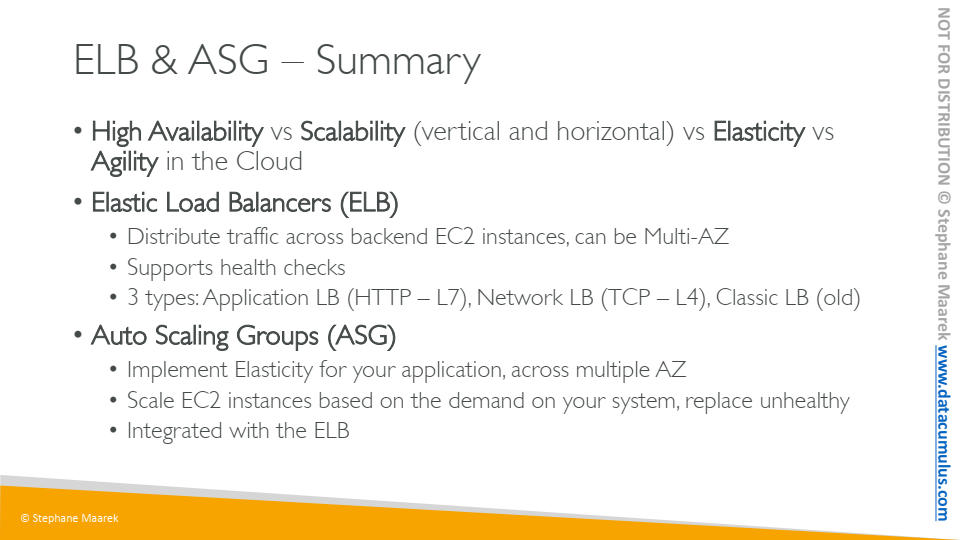 ELB & ASG – Summary
• High Availability vs Scalability (vertical and horizontal) vs Elasticity vs
Agility in the Cloud
• Elastic Load Balancers (ELB)
• Distribute traffic across backend EC2 instances, can be Multi-AZ
• Supports health checks
• 3 types: Application LB (HTTP – L7), Network LB (TCP – L4), Classic LB (old)
• Auto Scaling Groups (ASG)
• Implement Elasticity for your application, across multiple AZ
• Scale EC2 instances based on the demand on your system, replace unhealthy
• Integrated with the ELB
© Stephane Maarek
NOT FOR DISTRIBUTION © Stephane Maarek www.datacumulus.com